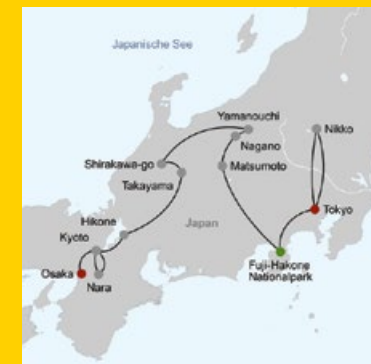 Japanische See
Yamanouchi
Nikko
Nagano
Shirakawa-go
Matsumoto
Takayama
Hikone
Japan
Tokyo
Kyoto
Osaka
Nara
Fuji-Hakone
Nationalpark